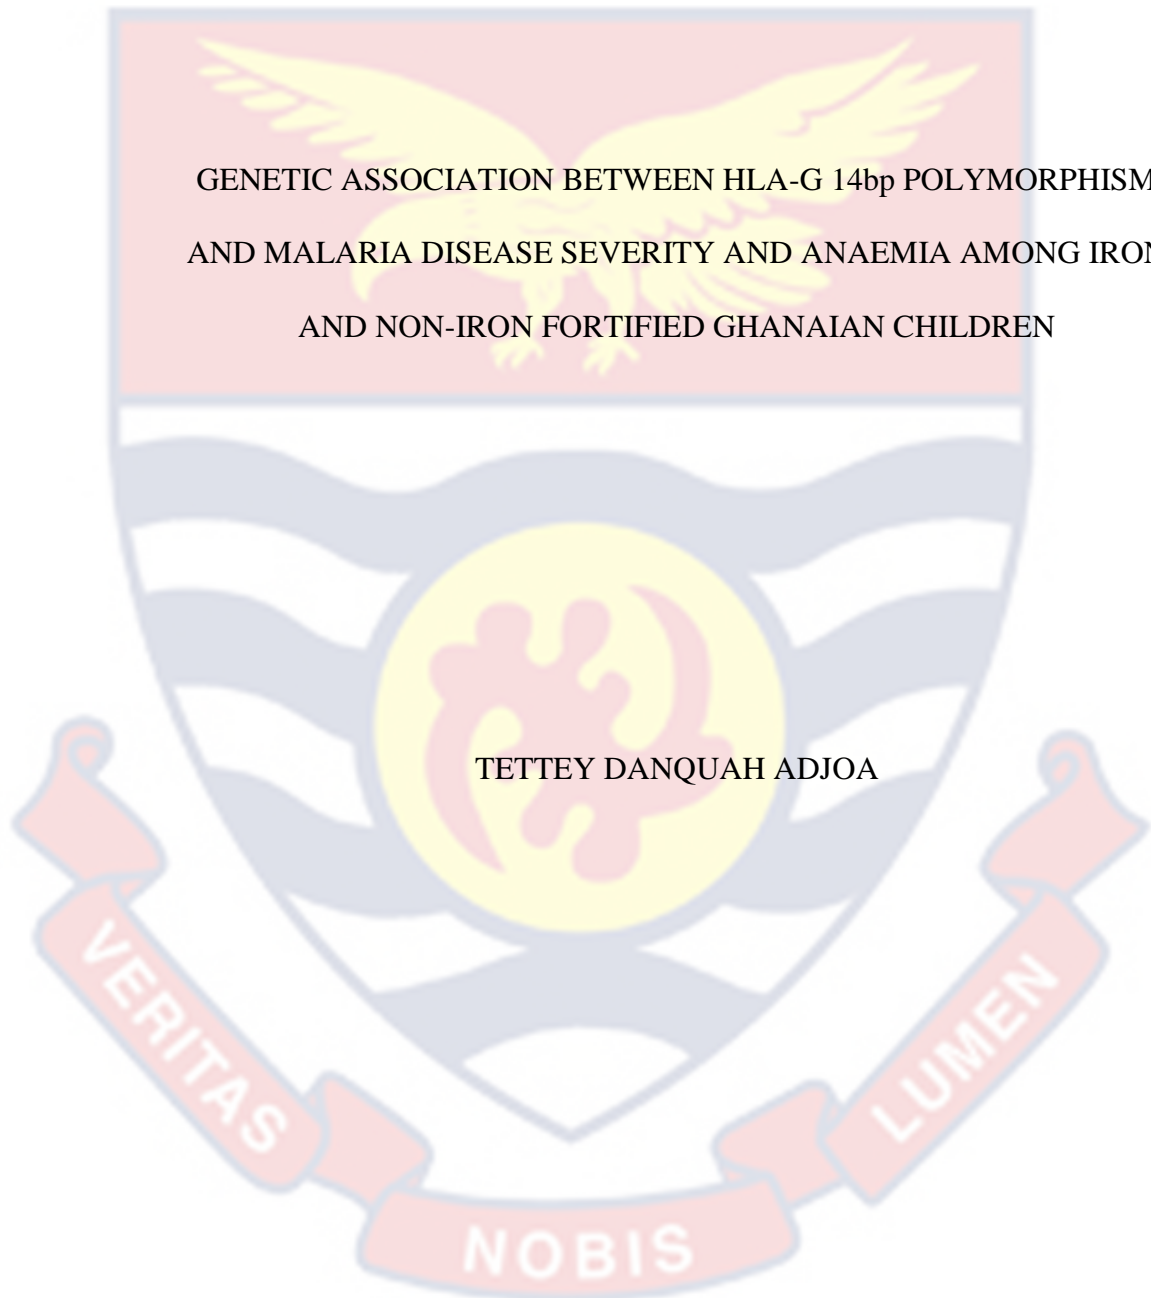 GENETIC ASSOCIATION BETWEEN HLA-G 14bp POLYMORPHISM
AND MALARIA DISEASE SEVERITY AND ANAEMIA AMONG IRON
AND NON-IRON FORTIFIED GHANAIAN CHILDREN
TETTEY DANQUAH ADJOA
VERITAS
NOBIS
LUMEN